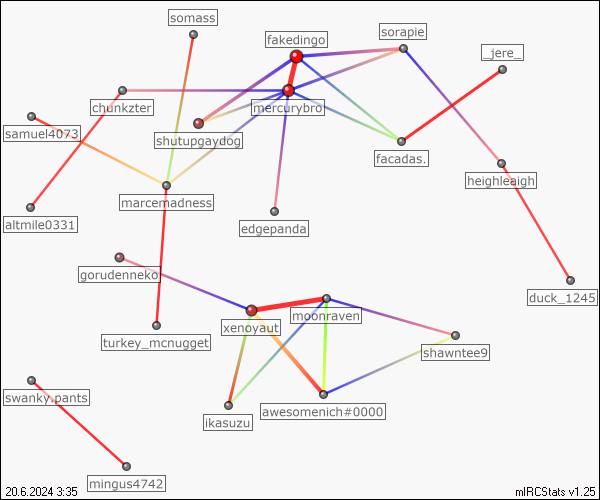 somass
fakedingo
sorapie
_jere_
chunkzter
mercurybro
samuel4073
shutupgaydog
facadas.
heighleaigh
marcemadness
altmile0331
edgepanda
gorudenneko
duck_1245
moonraven
xenoyaut
turkey_mcnugget
shawntee9
swanky.pants
awesomenich#0000
ikasuzu
mingus4742
20.6.2024 3:35
mIRCStats v1.25